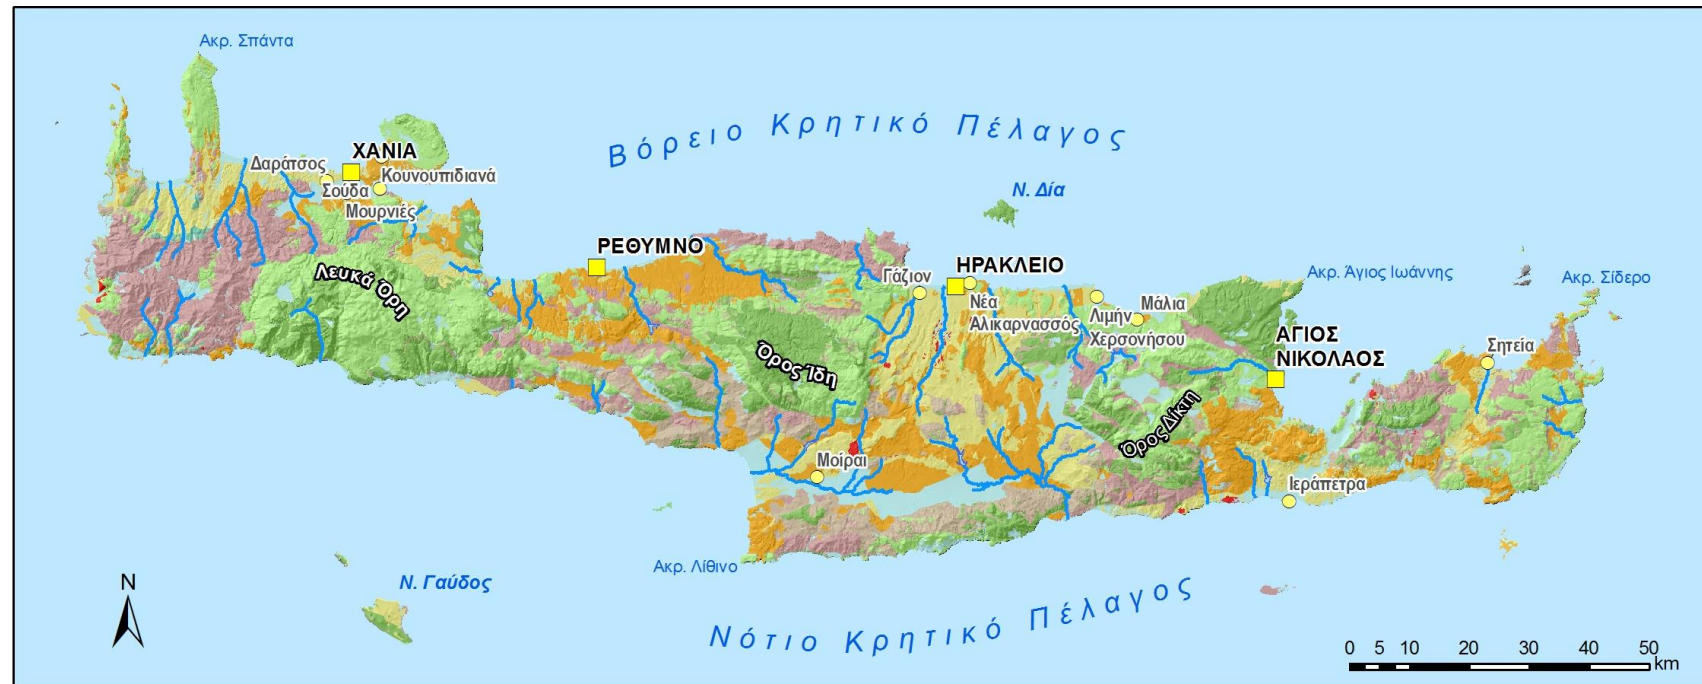 Ακρ. Σπάντα
Βόρειο Κρητικό Πέλαγος
ΧΑΝΙΑ
Δαράτσος
Κουνουπιδιανά
Σούδα
Μουρνιές
Ν. Δία
ΡΕΘΥΜΝΟ
Λευκά Όρη
Γάζιον
ΗΡΑΚΛΕΙΟ
Νέα
Αλικαρνασσός
Λιμήν
Χερσονήσου
Μάλια
Ακρ. Άγιος Ιωάννης
Ακρ. Σίδερο
ΑΓΙΟΣ
ΝΙΚΟΛΑΟΣ
Σητεία
Όρος Ίδη
Όρος Δίκτη
Μοίραι
Ιεράπετρα
Ακρ. Λίθινο
Ν. Γαύδος
Νότιο Κρητικό Πέλαγος
N
0 5 10 20 30 40 50
km